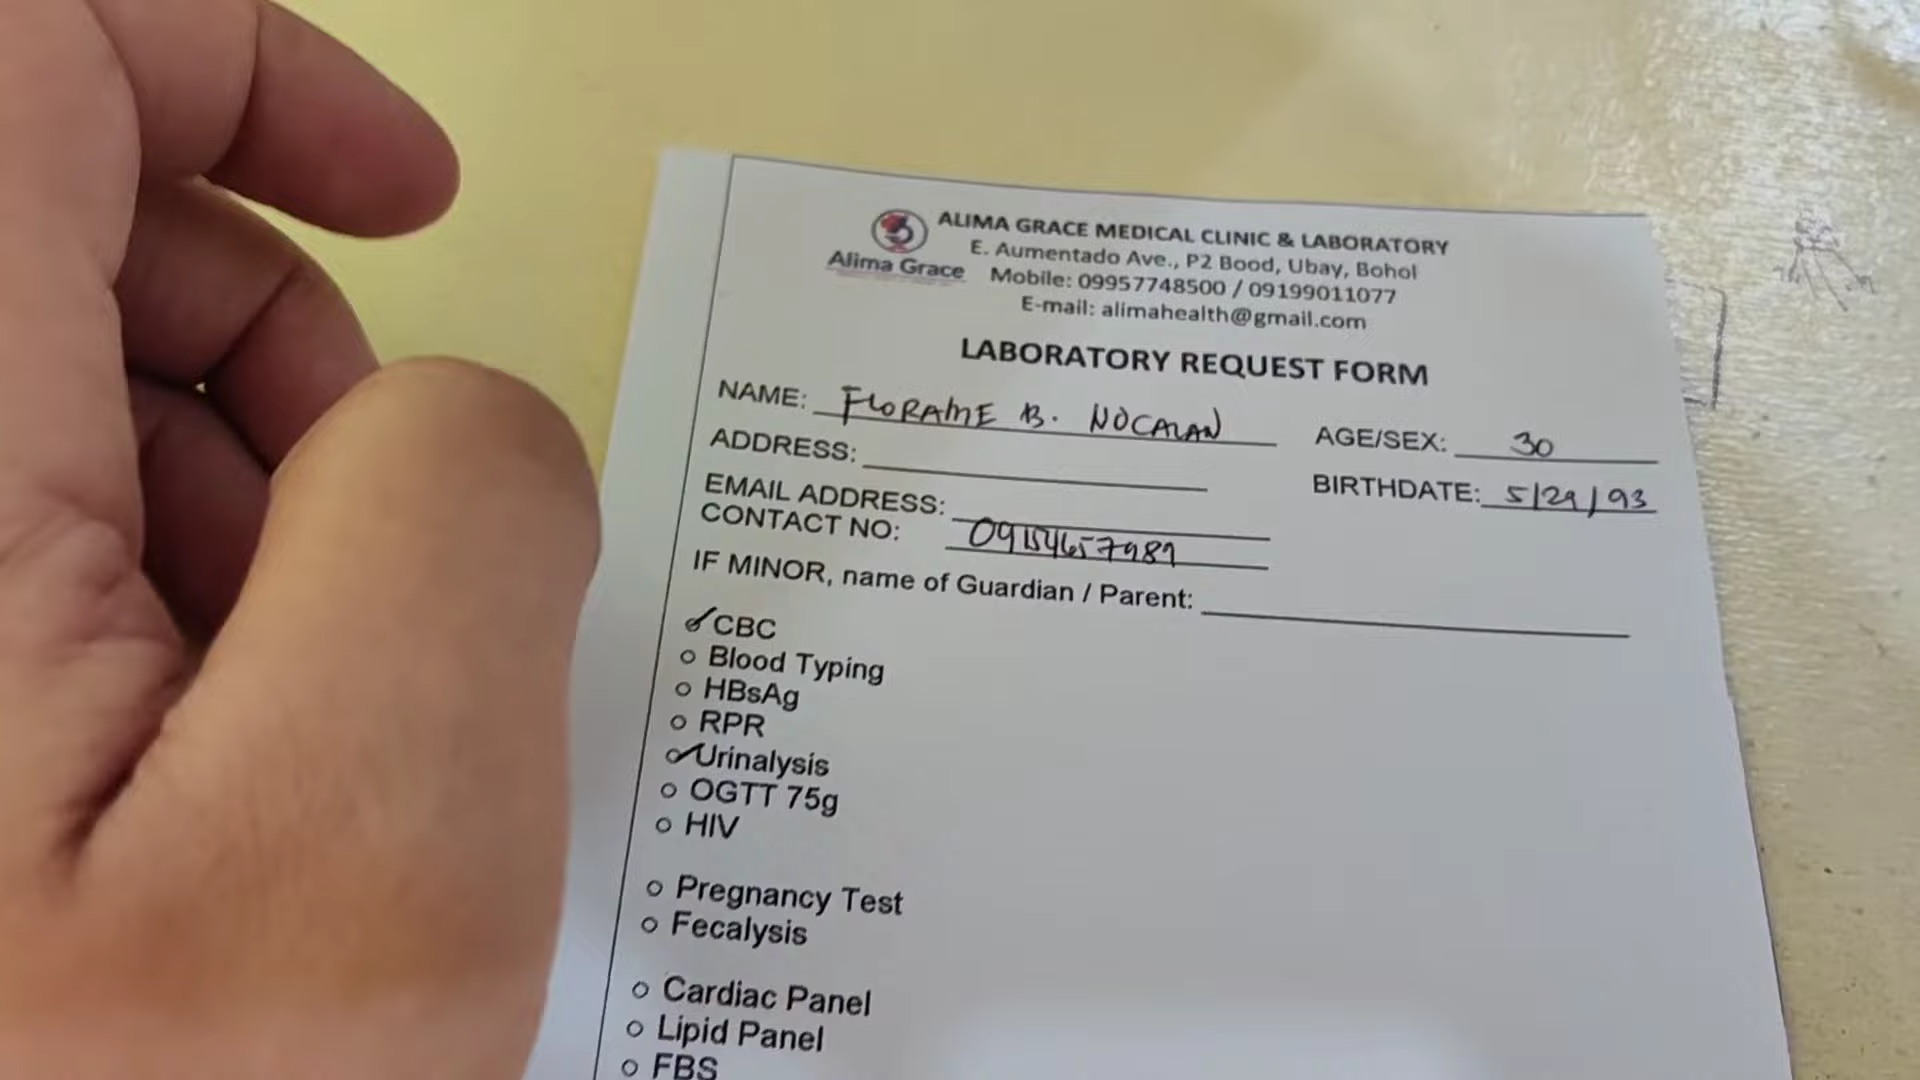 ALIMA GRACE MEDICAL CLINIC & LABORATORY
E. Aumentado Ave., P2 Bood, Ubay, Bohol
Alima Grace
Mobile: 09957748500 / 09199011077
E-mail: alimahealth@gmail.com
LABORATORY REQUEST FORM
NAME: FLORAME B. NOCALAN
AGE/SEX: 30
ADDRESS:
BIRTHDATE: 5/29/93
EMAIL ADDRESS:
CONTACT NO: 09154657989
IF MINOR, name of Guardian / Parent:
CBC
Blood Typing
HBsAg
RPR
Urinalysis
OGTT 75g
HIV
Pregnancy Test
Fecalysis
Cardiac Panel
Lipid Panel
FBS